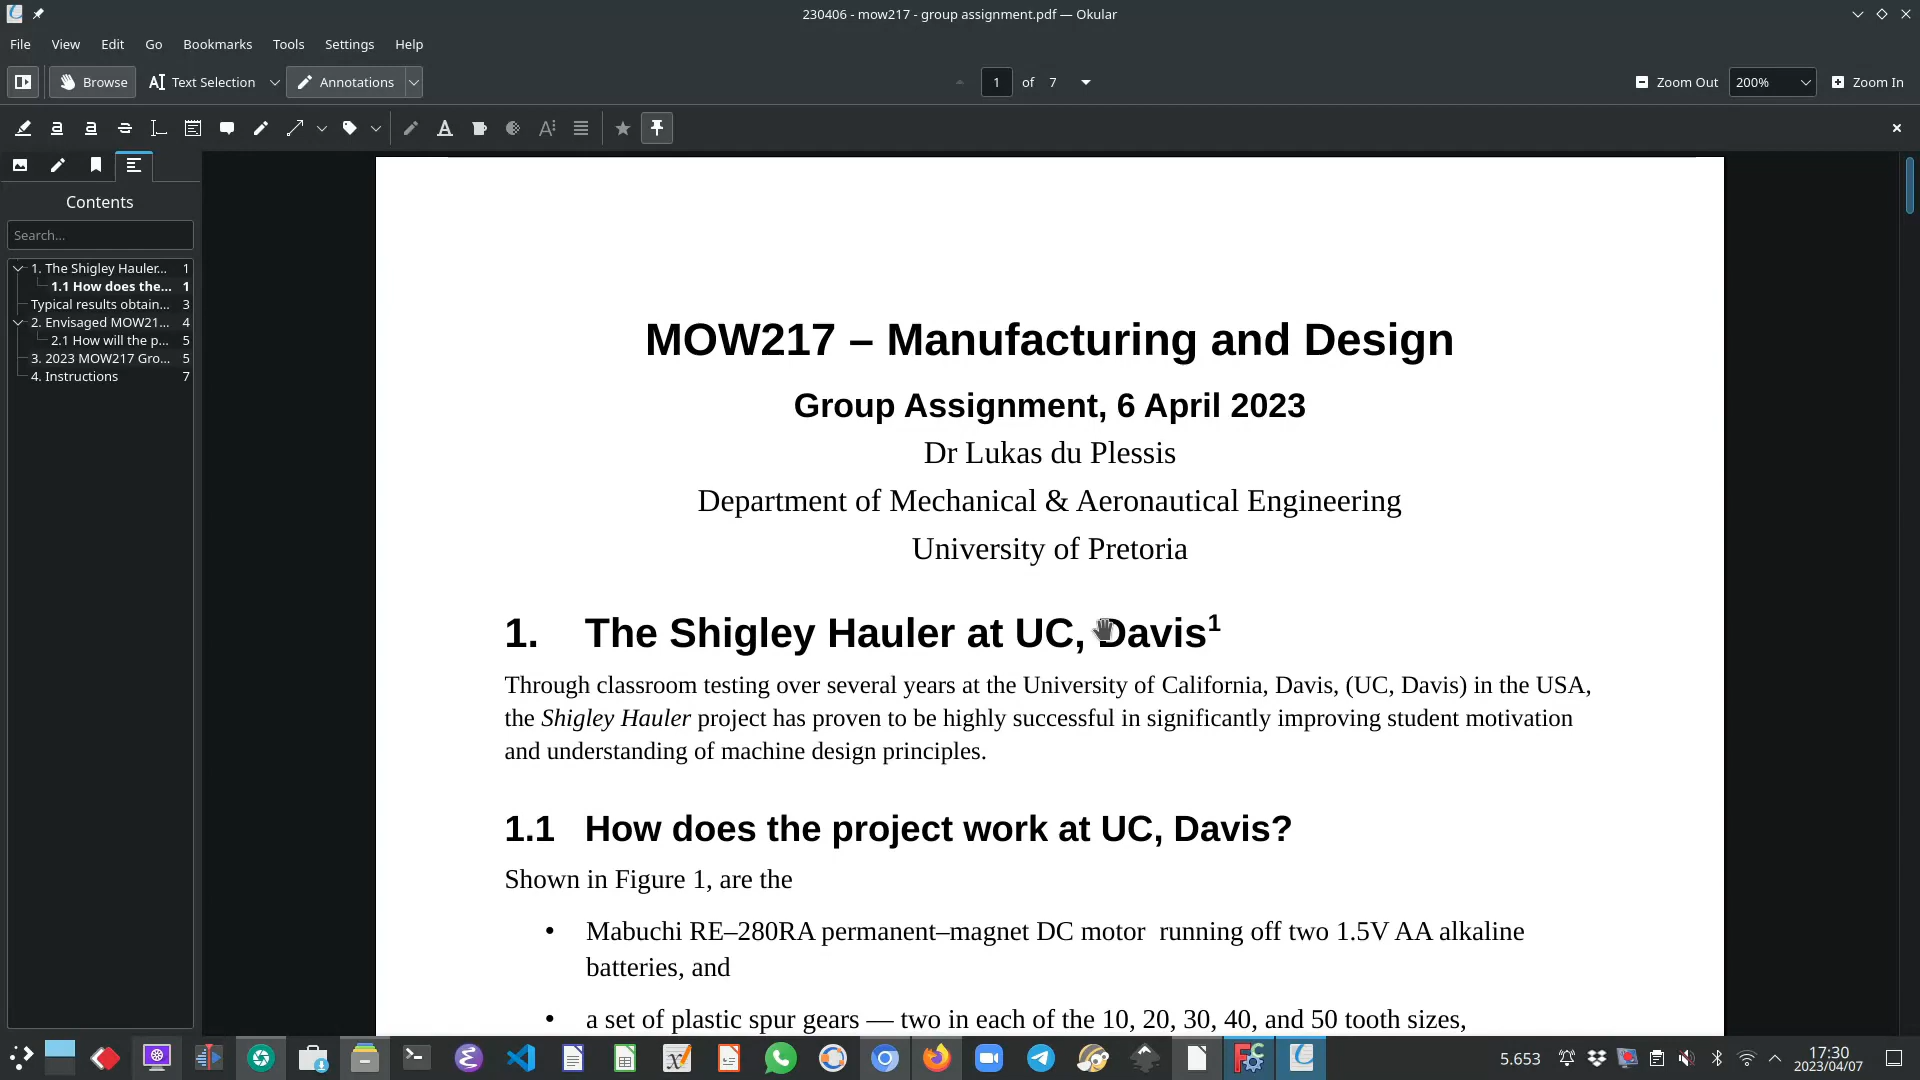 230406 - mow217 - group assignment.pdf — Okular
File View Edit Go Bookmarks Tools Settings Help
Browse Text Selection Annotations 1 of 7 Zoom Out 200% Zoom In
Contents
Search...
1. The Shigley Hauler... 1
1.1 How does the... 1
Typical results obtain... 3
2. Envisaged MOW21... 4
2.1 How will the p... 5
3. 2023 MOW217 Gro... 5
4. Instructions 7
MOW217 – Manufacturing and Design
Group Assignment, 6 April 2023
Dr Lukas du Plessis
Department of Mechanical & Aeronautical Engineering
University of Pretoria
1. The Shigley Hauler at UC, Davis¹
Through classroom testing over several years at the University of California, Davis, (UC, Davis) in the USA,
the Shigley Hauler project has proven to be highly successful in significantly improving student motivation
and understanding of machine design principles.
1.1 How does the project work at UC, Davis?
Shown in Figure 1, are the
• Mabuchi RE–280RA permanent–magnet DC motor running off two 1.5V AA alkaline
batteries, and
• a set of plastic spur gears — two in each of the 10, 20, 30, 40, and 50 tooth sizes,
5.653
17:30
2023/04/07